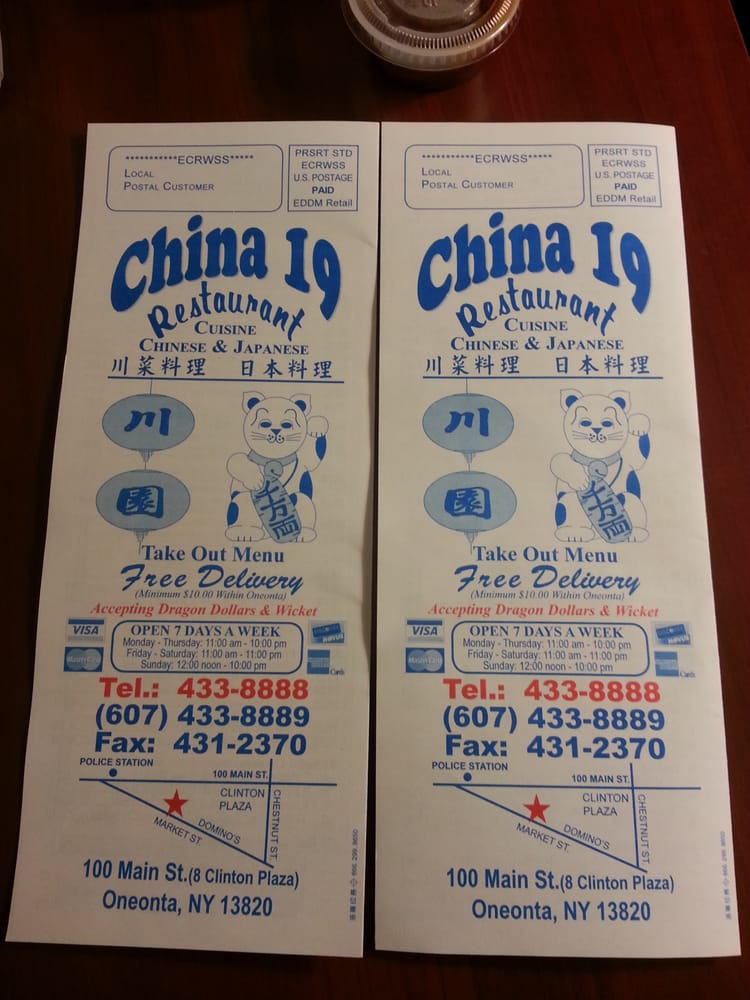 **********ECRWSS*****
LOCAL
POSTAL CUSTOMER
PRSRT STD
ECRWSS
U.S. POSTAGE
PAID
EDDM Retail
China 19
Restaurant
CUISINE
CHINESE & JAPANESE
川菜料理 日本料理
川
園
千万両
Take Out Menu
Free Delivery
(Minimum $10.00 Within Oneonta)
Accepting Dragon Dollars & Wicket
VISA
MasterCard
OPEN 7 DAYS A WEEK
Monday - Thursday: 11:00 am - 10:00 pm
Friday - Saturday: 11:00 am - 11:00 pm
Sunday: 12:00 noon - 10:00 pm
Cards
Tel.: 433-8888
(607) 433-8889
Fax: 431-2370
POLICE STATION
100 MAIN ST.
CLINTON
PLAZA
CHESTNUT ST.
DOMINO'S
MARKET ST.
100 Main St.(8 Clinton Plaza)
Oneonta, NY 13820
**********ECRWSS*****
LOCAL
POSTAL CUSTOMER
PRSRT STD
ECRWSS
U.S. POSTAGE
PAID
EDDM Retail
China 19
Restaurant
CUISINE
CHINESE & JAPANESE
川菜料理 日本料理
川
園
千万両
Take Out Menu
Free Delivery
(Minimum $10.00 Within Oneonta)
Accepting Dragon Dollars & Wicket
VISA
MasterCard
OPEN 7 DAYS A WEEK
Monday - Thursday: 11:00 am - 10:00 pm
Friday - Saturday: 11:00 am - 11:00 pm
Sunday: 12:00 noon - 10:00 pm
Cards
Tel.: 433-8888
(607) 433-8889
Fax: 431-2370
POLICE STATION
100 MAIN ST.
CLINTON
PLAZA
CHESTNUT ST.
DOMINO'S
MARKET ST.
100 Main St.(8 Clinton Plaza)
Oneonta, NY 13820